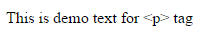 This is demo text for <p> tag